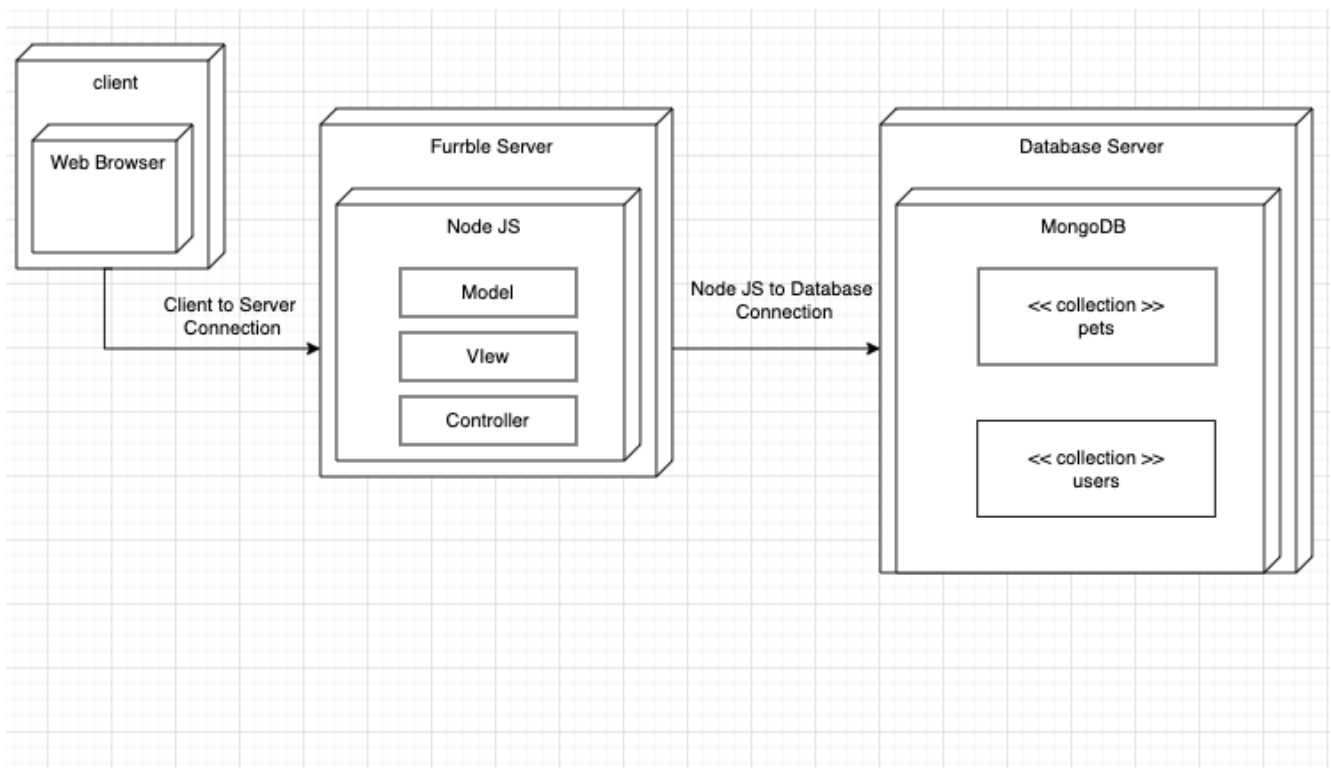 client
Web Browser
Client to Server
Connection
Furrble Server
Node JS
Model
VIew
Controller
Node JS to Database
Connection
Database Server
MongoDB
<< collection >>
pets
<< collection >>
users